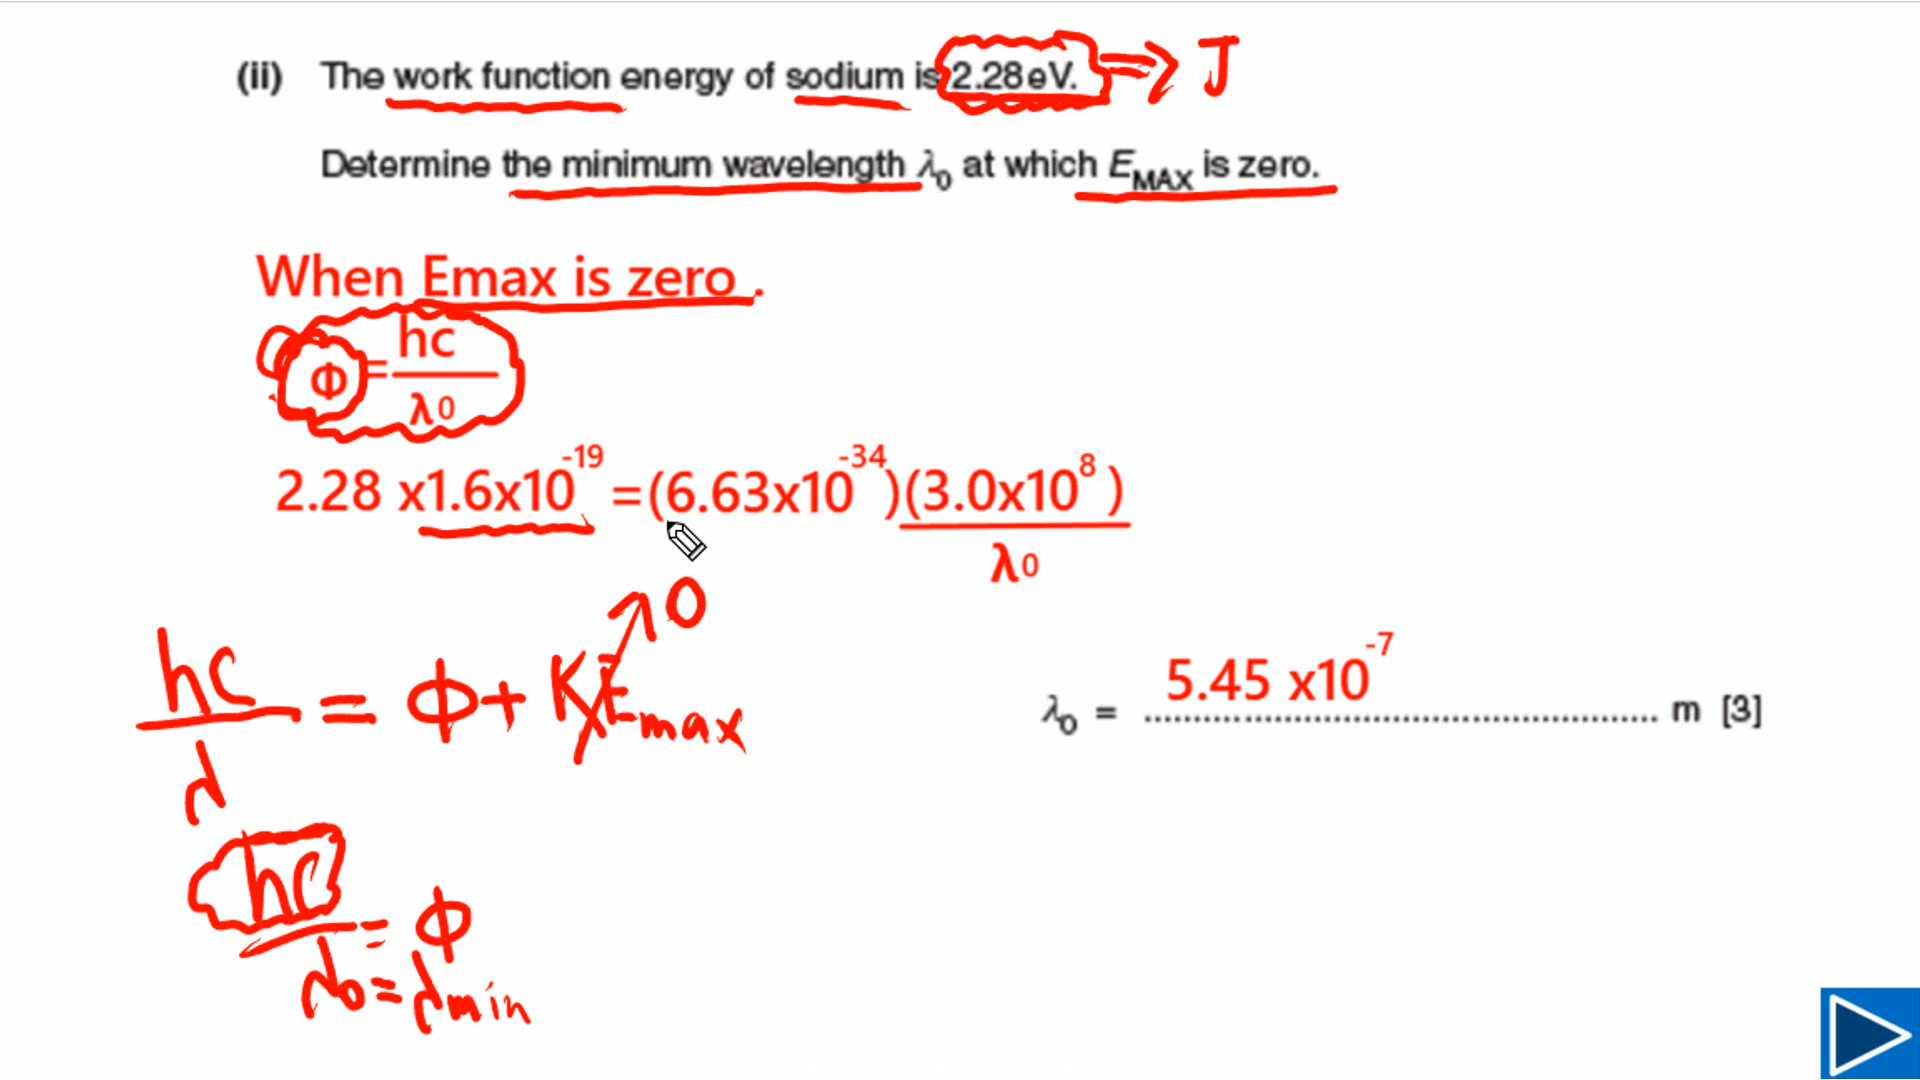 (ii) The work function energy of sodium is 2.28 eV. ⇒ J
Determine the minimum wavelength λ0 at which EMAX is zero.
When Emax is zero .
Φ = hc / λ0
2.28 x1.6x10^-19 =(6.63x10^-34)(3.0x10^8) / λ0
hc / λ = ϕ + KEmax → 0
λ0 = 5.45 x10^-7 m [3]
hc / λ0 = ϕ
λ0 = λmin